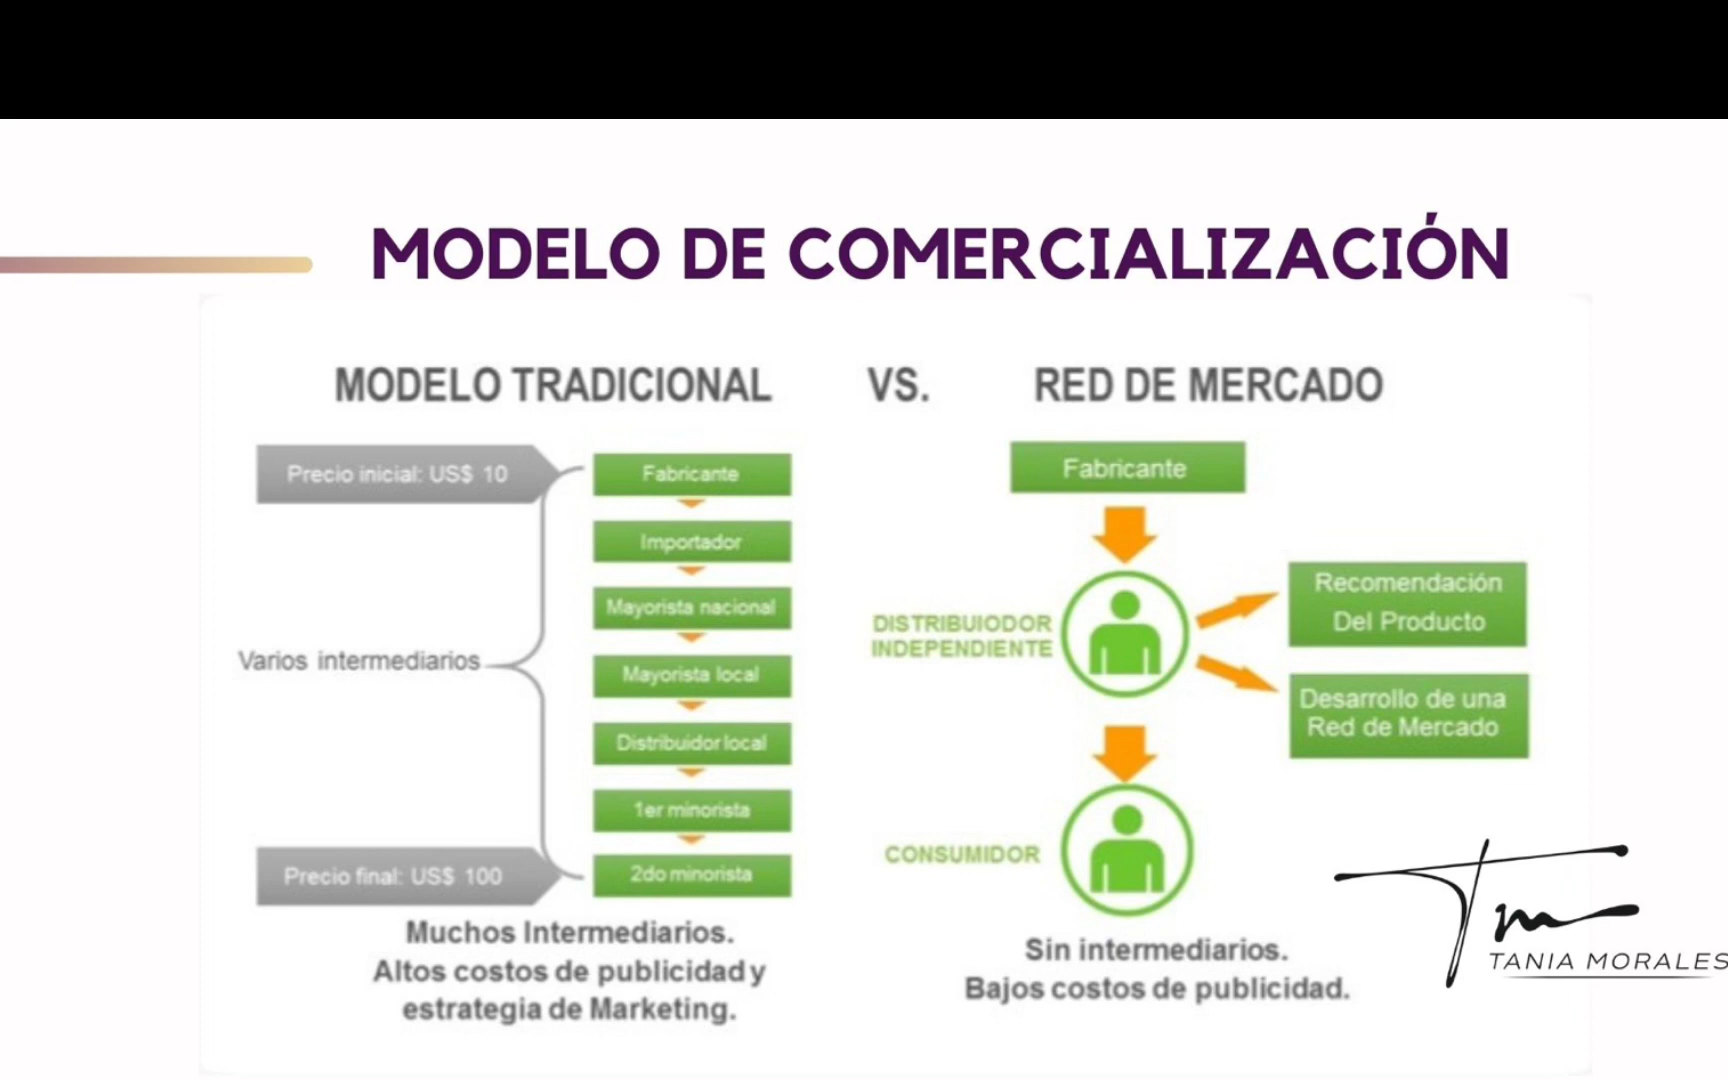 MODELO DE COMERCIALIZACIÓN
MODELO TRADICIONAL
VS.
RED DE MERCADO
Precio inicial: US$ 10
Varios intermediarios
Precio final: US$ 100
Fabricante
Importador
Mayorista nacional
Mayorista local
Distribuidor local
1er minorista
2do minorista
Muchos Intermediarios.
Altos costos de publicidad y
estrategia de Marketing.
Fabricante
DISTRIBUIODOR
INDEPENDIENTE
Recomendación
Del Producto
Desarrollo de una
Red de Mercado
CONSUMIDOR
Sin intermediarios.
Bajos costos de publicidad.
Tm
TANIA MORALES